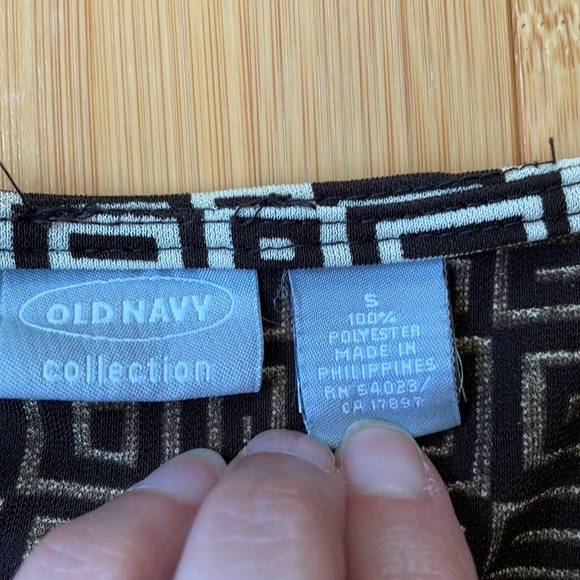 OLD NAVY
collection
S
100%
POLYESTER
MADE IN
PHILIPPINES
RN 54023/
CA 17897